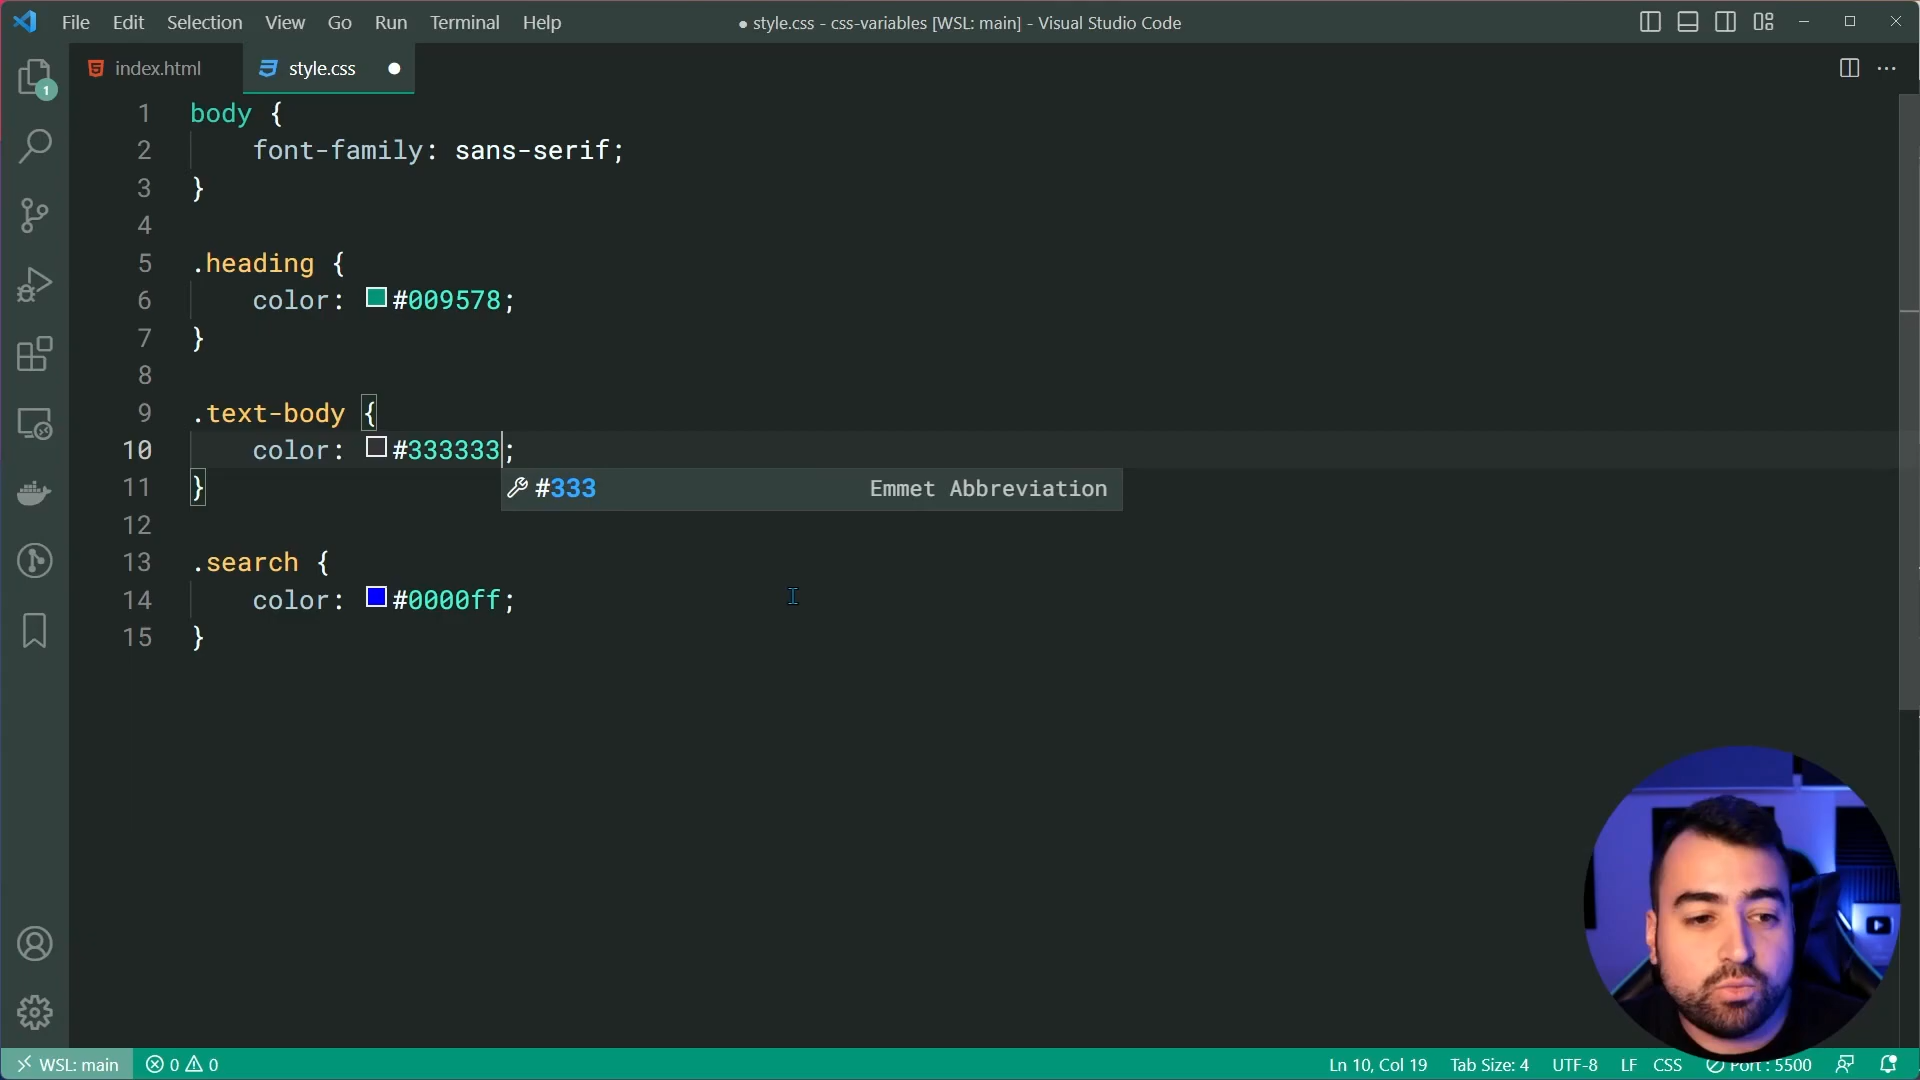 File Edit Selection View Go Run Terminal Help
● style.css - css-variables [WSL: main] - Visual Studio Code
index.html
style.css
1 body {
2 font-family: sans-serif;
3 }
4
5 .heading {
6 color: #009578;
7 }
8
9 .text-body {
10 color: #333333;
#333 Emmet Abbreviation
11 }
12
13 .search {
14 color: #0000ff;
15 }
1
WSL: main
0 0
Ln 10, Col 19 Tab Size: 4 UTF-8 LF CSS Port : 5500